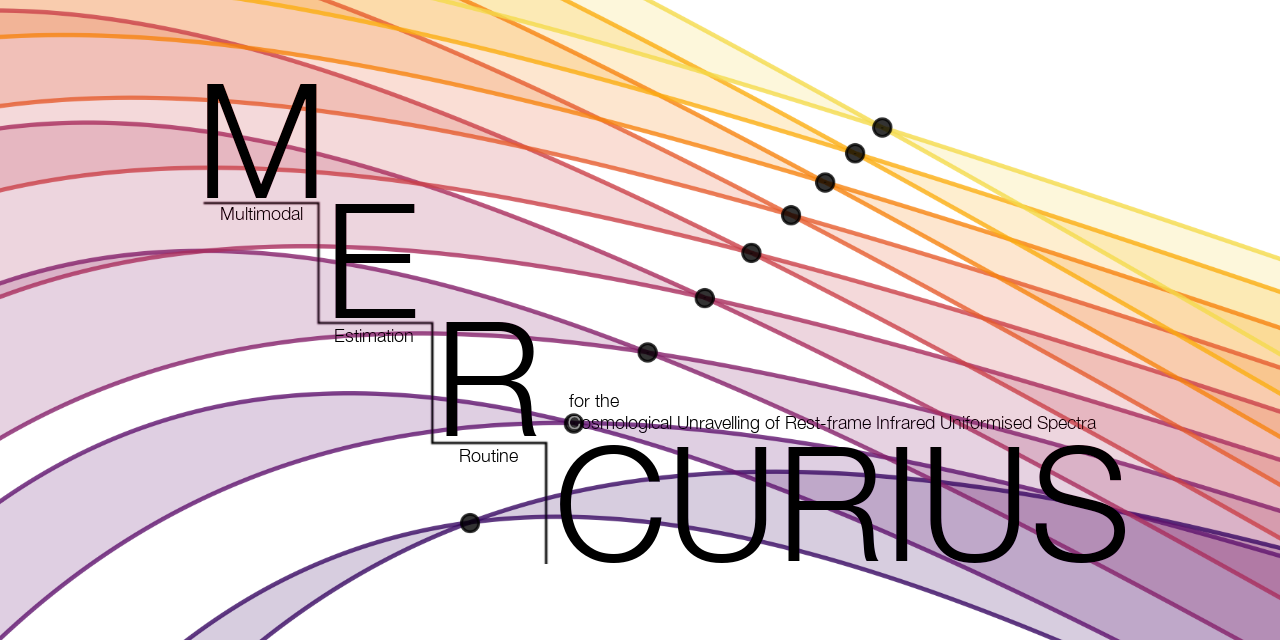 M
Multimodal
E
Estimation
R
Routine
for the
Cosmological Unravelling of Rest-frame Infrared Uniformised Spectra
CURIUS